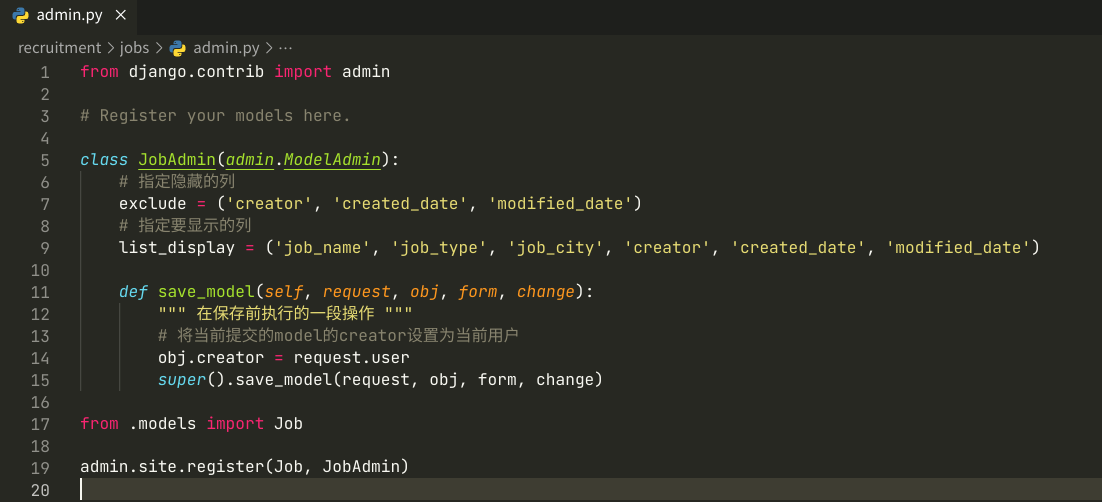 admin.py ×
recruitment > jobs > admin.py > ...
1 from django.contrib import admin
2
3 # Register your models here.
4
5 class JobAdmin(admin.ModelAdmin):
6 # 指定隐藏的列
7 exclude = ('creator', 'created_date', 'modified_date')
8 # 指定要显示的列
9 list_display = ('job_name', 'job_type', 'job_city', 'creator', 'created_date', 'modified_date')
10
11 def save_model(self, request, obj, form, change):
12 """ 在保存前执行的一段操作 """
13 # 将当前提交的model的creator设置为当前用户
14 obj.creator = request.user
15 super().save_model(request, obj, form, change)
16
17 from .models import Job
18
19 admin.site.register(Job, JobAdmin)
20